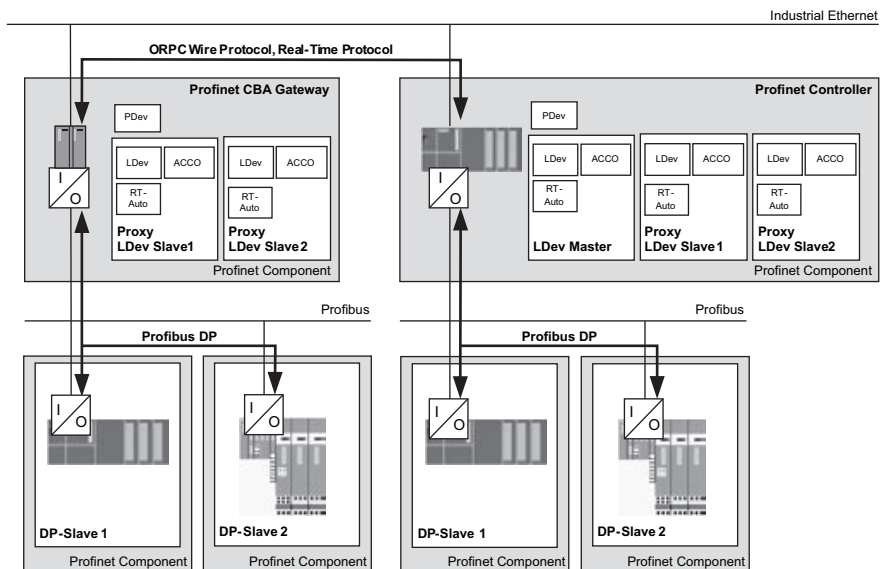 Industrial Ethernet
ORPC Wire Protocol, Real-Time Protocol
Profinet CBA Gateway
PDev
LDev
ACCO
RT-
Auto
Proxy
LDev Slave1
LDev
ACCO
RT-
Auto
Proxy
LDev Slave2
I
O
Profinet Component
Profinet Controller
PDev
LDev
ACCO
RT-
Auto
LDev Master
LDev
ACCO
RT-
Auto
Proxy
LDev Slave1
LDev
ACCO
RT-
Auto
Proxy
LDev Slave2
I
O
Profinet Component
Profibus
Profibus DP
I
O
DP-Slave 1
Profinet Component
I
O
DP-Slave 2
Profinet Component
Profibus
Profibus DP
I
O
DP-Slave 1
Profinet Component
I
O
DP-Slave 2
Profinet Component